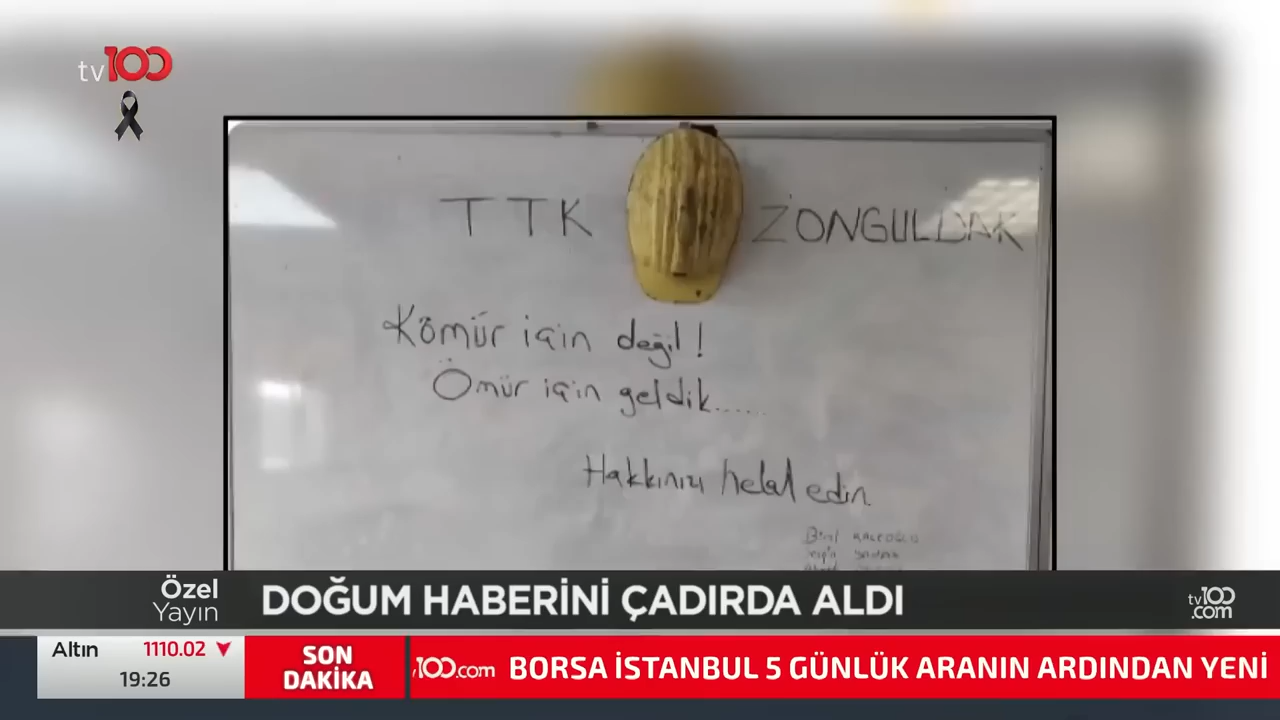 tv100
TTK ZONGULDAK
Kömür için değil!
Ömür için geldik......
Hakkınızı helal edin
Özel
Yayın
DOĞUM HABERİNİ ÇADIRDA ALDI
tv100
.com
Altın 1110.02
19:26
SON
DAKİKA
100.com BORSA İSTANBUL 5 GÜNLÜK ARANIN ARDINDAN YENİ